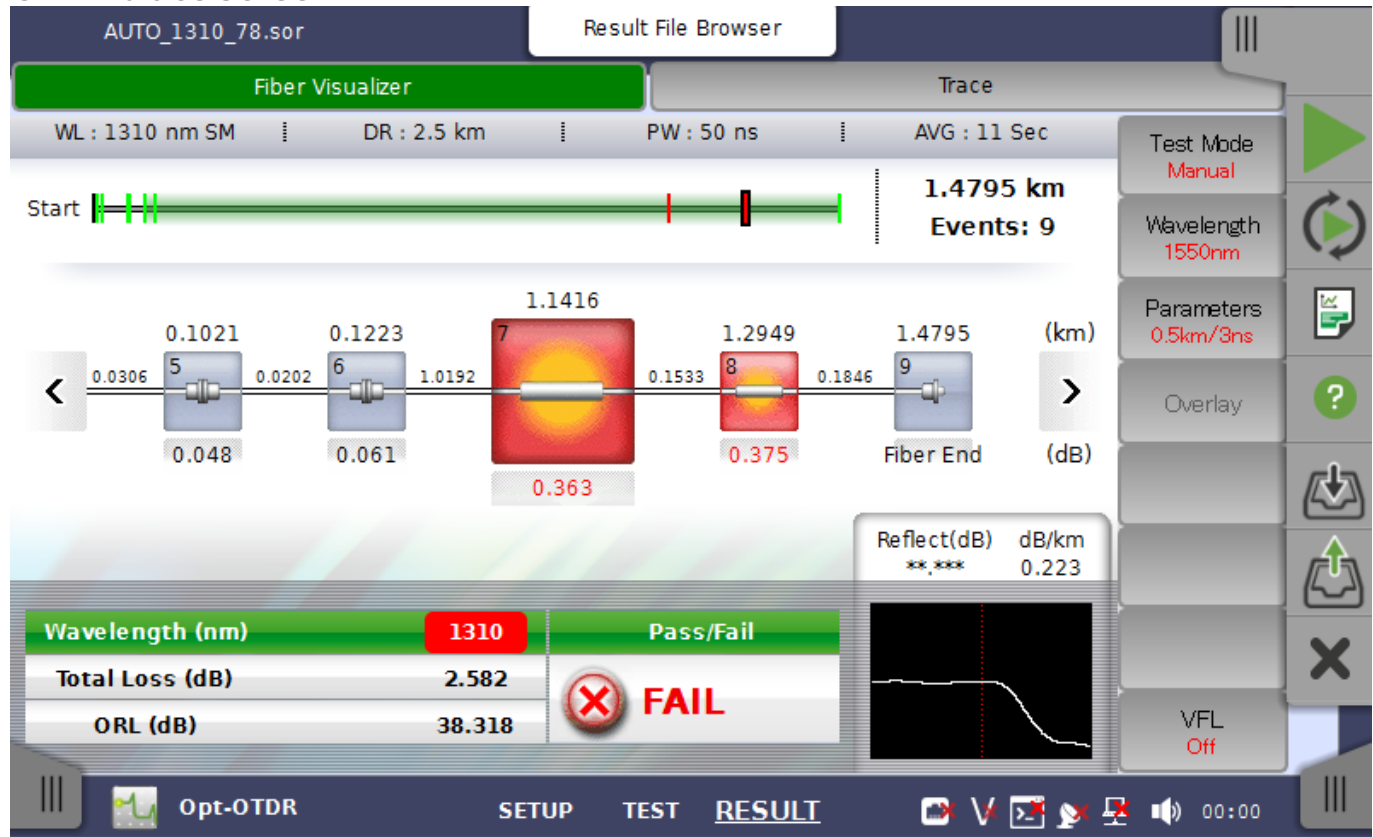 AUTO_1310_78.sor
Result File Browser
Fiber Visualizer
Trace
WL : 1310 nm SM
DR : 2.5 km
PW : 50 ns
AVG : 11 Sec
Start
1.4795 km
Events: 9
1.1416
0.1021
0.1223
1.2949
1.4795
(km)
5
6
7
8
9
0.0306
0.0202
1.0192
0.1533
0.1846
0.048
0.061
0.363
0.375
Fiber End
(dB)
Reflect(dB)
dB/km
**.***
0.223
Wavelength (nm)
1310
Pass/Fail
Total Loss (dB)
2.582
FAIL
ORL (dB)
38.318
Test Mode
Manual
Wavelength
1550nm
Parameters
0.5km/3ns
Overlay
VFL
Off
?
Opt-OTDR
SETUP
TEST
RESULT
00:00